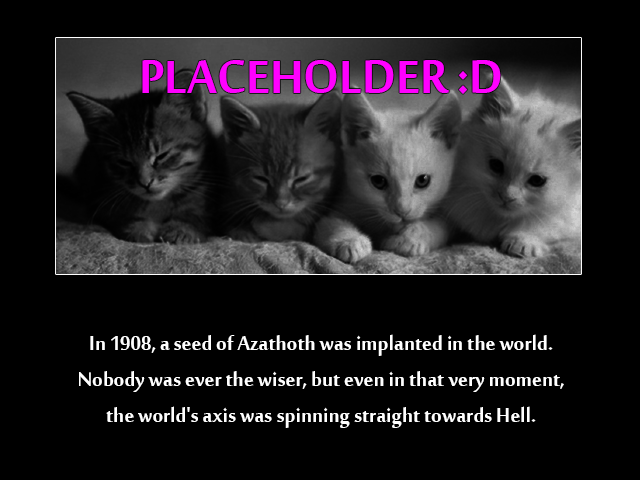 PLACEHOLDER :D
In 1908, a seed of Azathoth was implanted in the world.
Nobody was ever the wiser, but even in that very moment,
the world's axis was spinning straight towards Hell.